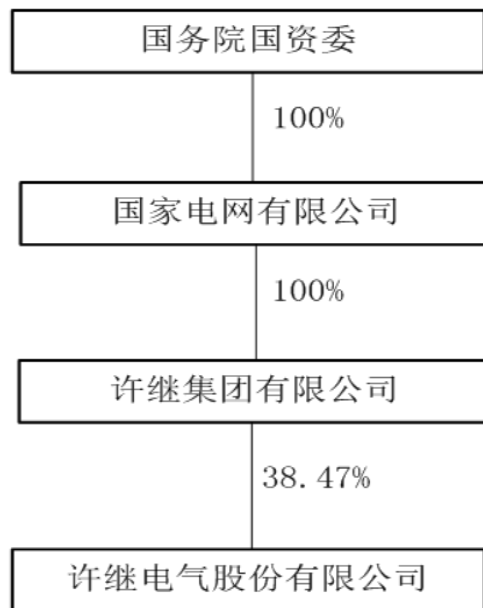 国务院国资委
100%
国家电网有限公司
100%
许继集团有限公司
38.47%
许继电气股份有限公司